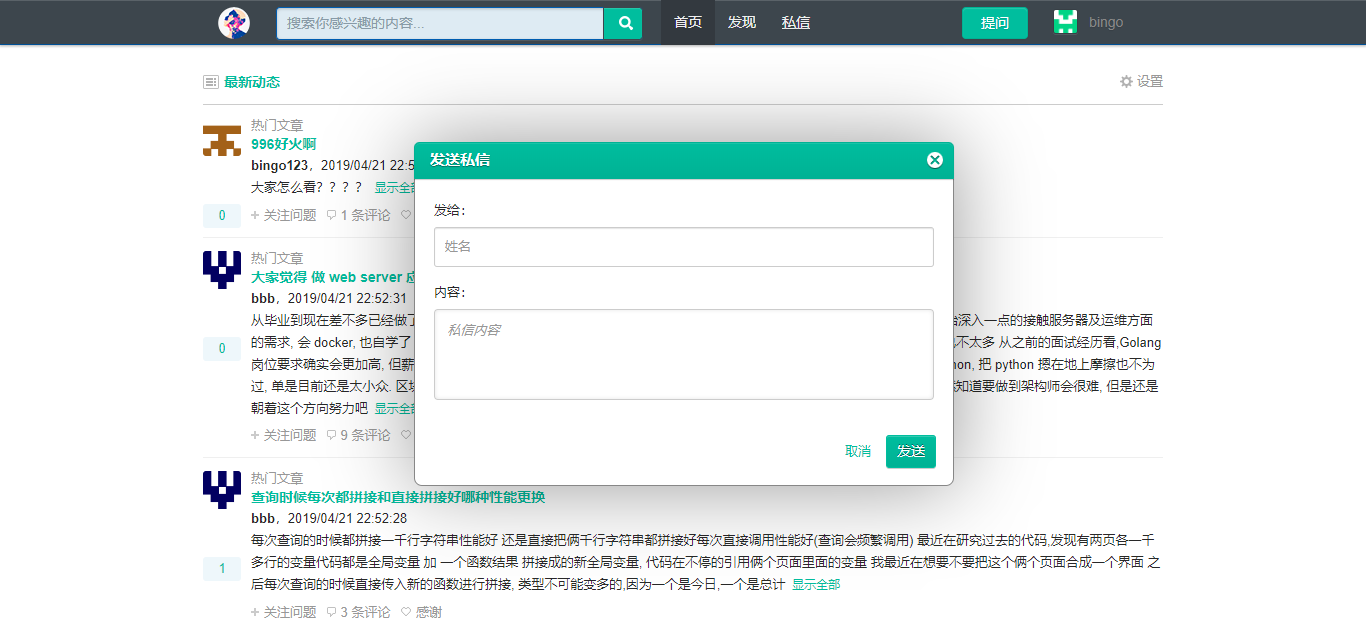 搜索你感兴趣的内容...
首页 发现 私信 提问 bingo
最新动态 设置
热门文章
996好火啊
bingo123, 2019/04/21 22:5
大家怎么看？？？？ 显示全部
0 + 关注问题 1 条评论
发送私信
发给：
姓名
内容：
私信内容
取消 发送
热门文章
大家觉得 做 web server
bbb, 2019/04/21 22:52:31
从毕业到现在差不多已经做了 深入一点的接触服务器及运维方面
的需求, 会 docker, 也自学了 不太多 从之前的面试经历看,Golang
岗位要求确实会更加高, 但薪 on, 把 python 摁在地上摩擦也不为
过, 单是目前还是太小众. 区块 知道要做到架构师会很难, 但是还是
朝着这个方向努力吧 显示全部
0 + 关注问题 9 条评论
热门文章
查询时候每次都拼接和直接拼接好哪种性能更换
bbb, 2019/04/21 22:52:28
每次查询的时候都拼接一千行字符串性能好 还是直接把俩千行字符串都拼接好每次直接调用性能好(查询会频繁调用) 最近在研究过去的代码,发现有两页各一千
多行的变量代码都是全局变量 加 一个函数结果 拼接成的新全局变量, 代码在不停的引用俩个页面里面的变量 我最近在想要不要把这个俩个页面合成一个界面 之
后每次查询的时候直接传入新的函数进行拼接, 类型不可能变多的,因为一个是今日,一个是总计 显示全部
1 + 关注问题 3 条评论 感谢